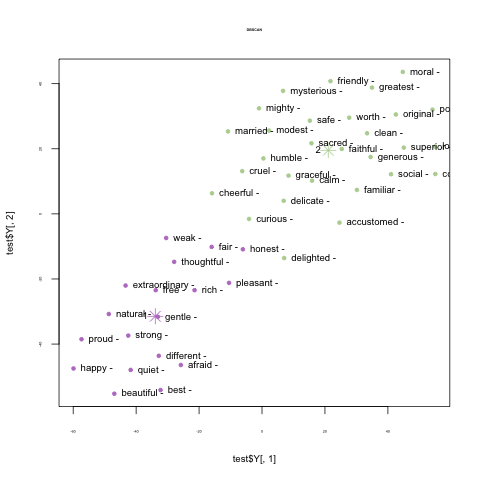 DBSCAN
moral -
friendly -
greatest -
mysterious -
mighty -
original -
worth -
safe -
modest -
married
clean -
sacred -
2
faithful -
humble -
generous -
cruel -
graceful -
social -
calm -
cheerful -
familiar -
delicate -
curious -
accustomed -
weak -
fair -
honest -
delighted -
thoughtful -
pleasant -
extraordinary -
free -
rich -
natural
gentle -
strong -
proud -
different -
afraid -
happy -
quiet -
best -
beautiful -
test$Y[, 2]
test$Y[, 1]